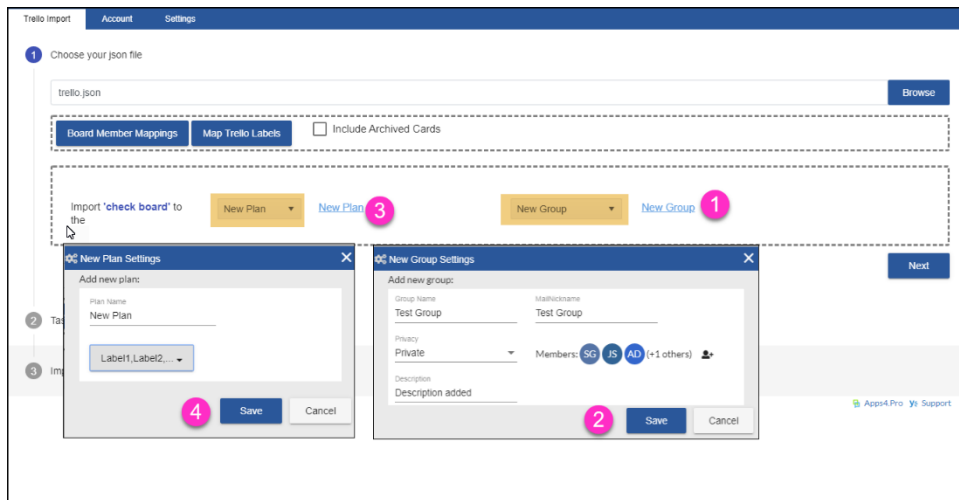 Trello Import Account Settings
1 Choose your json file
trello.json Browse
Board Member Mappings Map Trello Labels Include Archived Cards
Import 'check board' to New Plan New Plan 3 New Group New Group 1
the
Next
New Plan Settings
Add new plan:
Plan Name
New Plan
Label1,Label2,...
4 Save Cancel
New Group Settings
Add new group:
Group Name MailNickname
Test Group Test Group
Privacy
Private Members: SG JS AD (+1 others)
Description
Description added
2 Save Cancel
2
3
Apps4.Pro Support